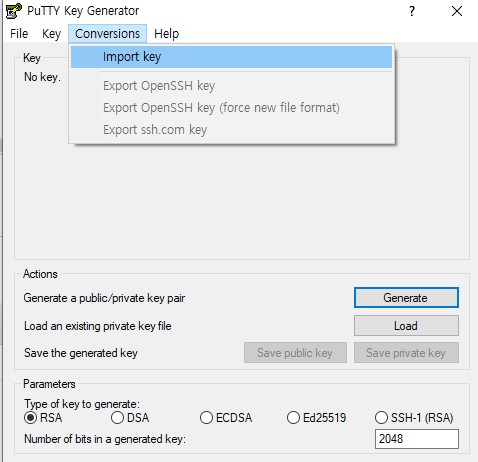 PuTTY Key Generator ? ×
File Key Conversions Help
Import key
Export OpenSSH key
Export OpenSSH key (force new file format)
Export ssh.com key
Key
No key.
Actions
Generate a public/private key pair Generate
Load an existing private key file Load
Save the generated key Save public key Save private key
Parameters
Type of key to generate:
RSA DSA ECDSA Ed25519 SSH-1 (RSA)
Number of bits in a generated key: 2048